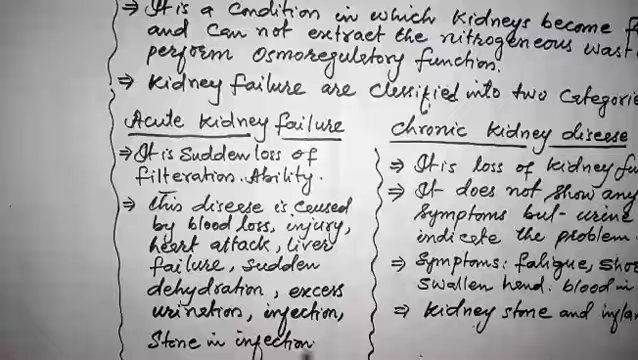 ⇒ It is a condition in which kidneys become
and can not extract the nitrogeneous
perform Osmoregulatory function.
⇒ Kidney failure are classified into two
Acute kidney failure
⇒ It is Sudden loss of
filteration. Ability.
⇒ this disease is caused
by blood loss, injury,
heart attack, liver
failure, sudden
dehydration, excess
urination, infection,
Stone in infection
Chronic kidney disease
⇒ It is loss of kidney
⇒ It does not show any
symptoms but - urine
indicate the problem
⇒ Symptoms: fatigue,
swallen hand. blood in
⇒ kidney stone and